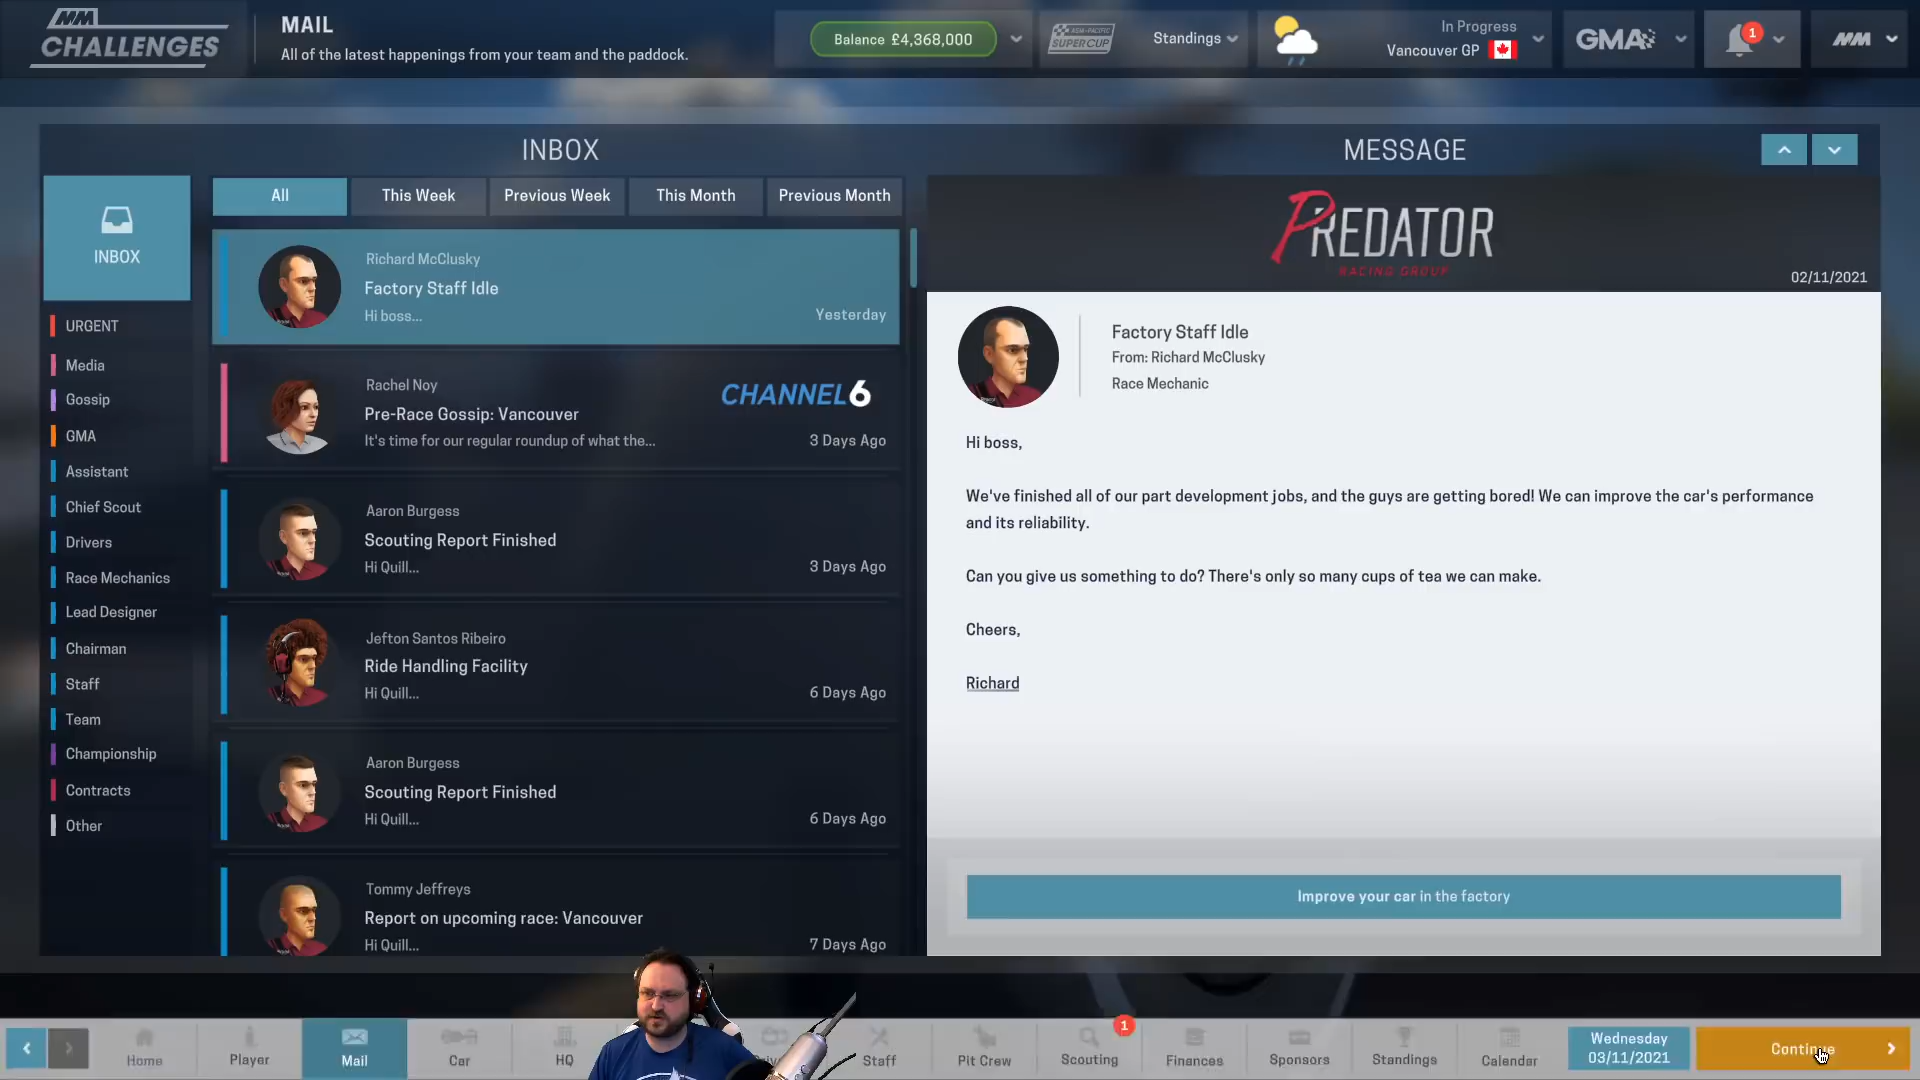 MM
CHALLENGES
MAIL
All of the latest happenings from your team and the paddock.
Balance £4,368,000
ASIA-PACIFIC
SUPER CUP
Standings
In Progress
Vancouver GP
GMA
1
MM
INBOX
MESSAGE
INBOX
All
This Week
Previous Week
This Month
Previous Month
URGENT
Media
Gossip
GMA
Assistant
Chief Scout
Drivers
Race Mechanics
Lead Designer
Chairman
Staff
Team
Championship
Contracts
Other
Richard McClusky
Factory Staff Idle
Hi boss...
Yesterday
Rachel Noy
Pre-Race Gossip: Vancouver
It's time for our regular roundup of what the...
CHANNEL6
3 Days Ago
Aaron Burgess
Scouting Report Finished
Hi Quill...
3 Days Ago
Jefton Santos Ribeiro
Ride Handling Facility
Hi Quill...
6 Days Ago
Aaron Burgess
Scouting Report Finished
Hi Quill...
6 Days Ago
Tommy Jeffreys
Report on upcoming race: Vancouver
Hi Quill...
7 Days Ago
PREDATOR
RACING GROUP
02/11/2021
Factory Staff Idle
From: Richard McClusky
Race Mechanic
Hi boss,
We've finished all of our part development jobs, and the guys are getting bored! We can improve the car's performance
and its reliability.
Can you give us something to do? There's only so many cups of tea we can make.
Cheers,
Richard
Improve your car in the factory
Home
Player
Mail
Car
HQ
Staff
Pit Crew
1
Scouting
Finances
Sponsors
Standings
Calendar
Wednesday
03/11/2021
Continue